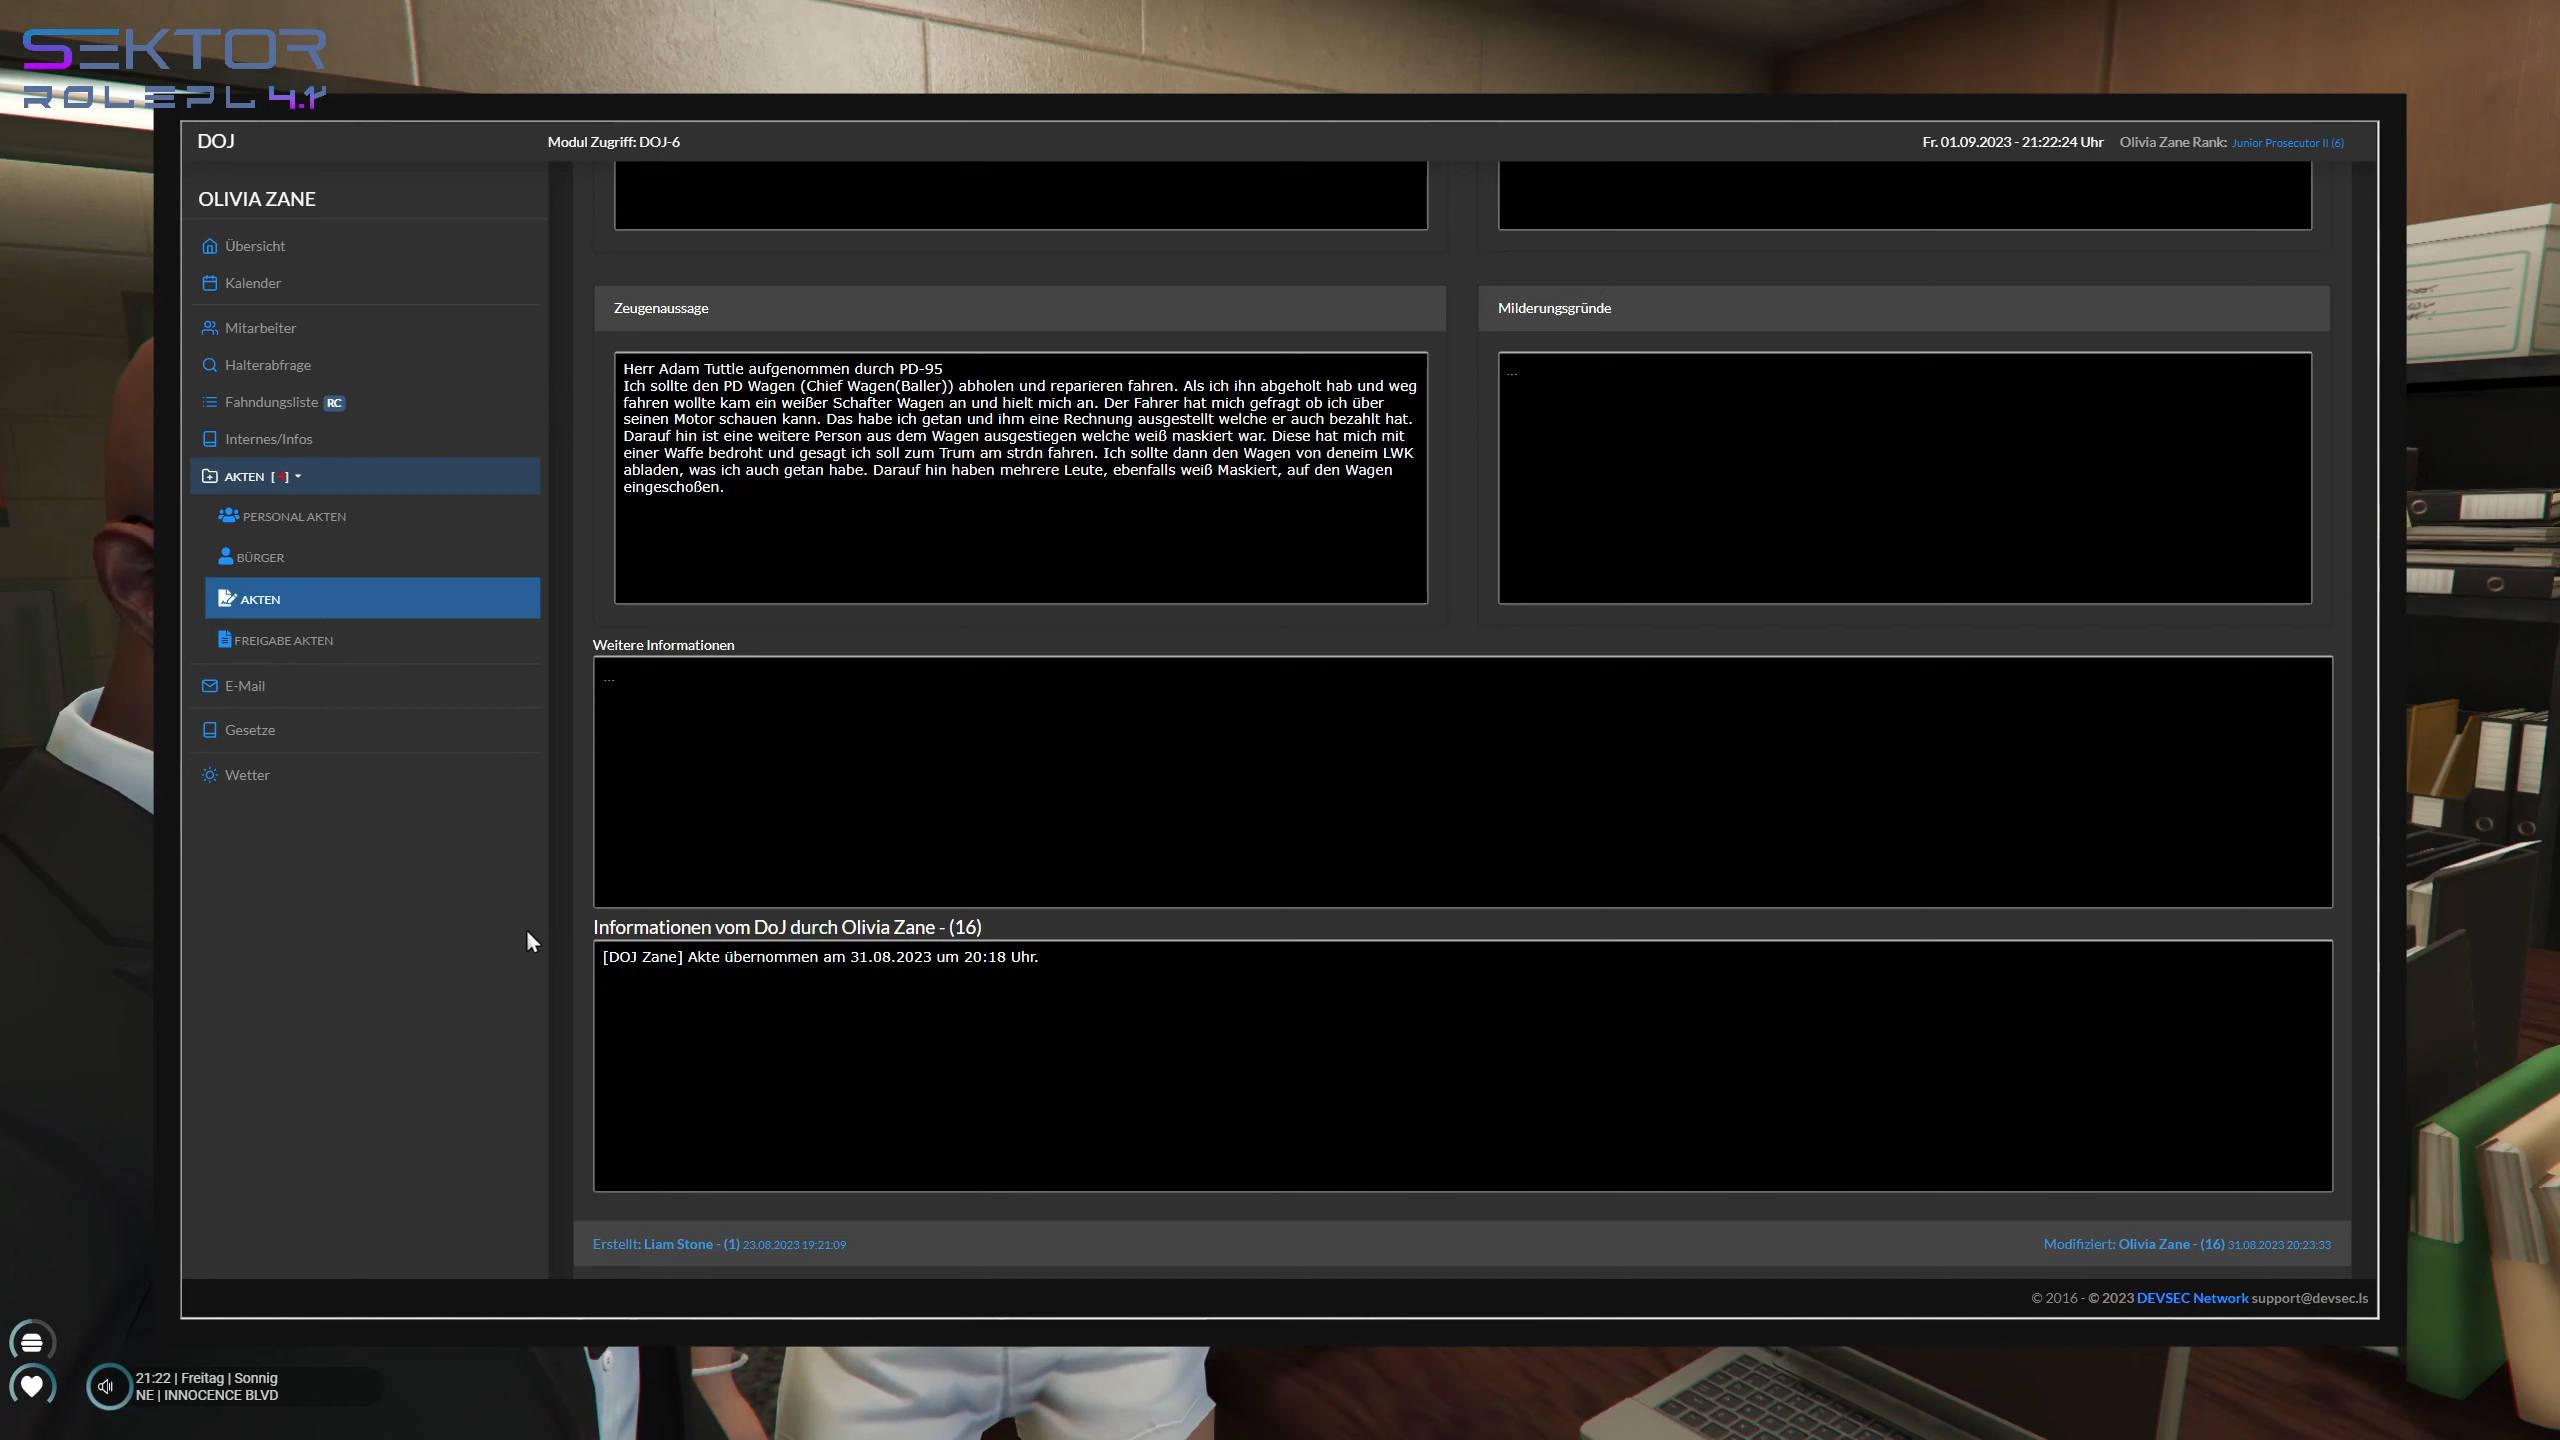 SEKTOR
ROLEPL4.Y
DOJ
Modul Zugriff: DOJ-6
Fr. 01.09.2023 - 21:22:24 Uhr
Olivia Zane Rank: Junior Prosecutor II (6)
OLIVIA ZANE
Übersicht
Kalender
Mitarbeiter
Halterabfrage
Fahndungsliste RC
Internes/Infos
AKTEN [ ]
PERSONAL AKTEN
BÜRGER
AKTEN
FREIGABE AKTEN
E-Mail
Gesetze
Wetter
Zeugenaussage
Herr Adam Tuttle aufgenommen durch PD-95
Ich sollte den PD Wagen (Chief Wagen(Baller)) abholen und reparieren fahren. Als ich ihn abgeholt hab und weg
fahren wollte kam ein weißer Schafter Wagen an und hielt mich an. Der Fahrer hat mich gefragt ob ich über
seinen Motor schauen kann. Das habe ich getan und ihm eine Rechnung ausgestellt welche er auch bezahlt hat.
Darauf hin ist eine weitere Person aus dem Wagen ausgestiegen welche weiß maskiert war. Diese hat mich mit
einer Waffe bedroht und gesagt ich soll zum Trum am strdn fahren. Ich sollte dann den Wagen von deneim LWK
abladen, was ich auch getan habe. Darauf hin haben mehrere Leute, ebenfalls weiß Maskiert, auf den Wagen
eingeschoßen.
Milderungsgründe
...
Weitere Informationen
...
Informationen vom DoJ durch Olivia Zane - (16)
[DOJ Zane] Akte übernommen am 31.08.2023 um 20:18 Uhr.
Erstellt: Liam Stone - (1) 23.08.2023 19:21:09
Modifiziert: Olivia Zane - (16) 31.08.2023 20:23:33
© 2016 - © 2023 DEVSEC Network support@devsec.ls
21:22 | Freitag | Sonnig
NE | INNOCENCE BLVD